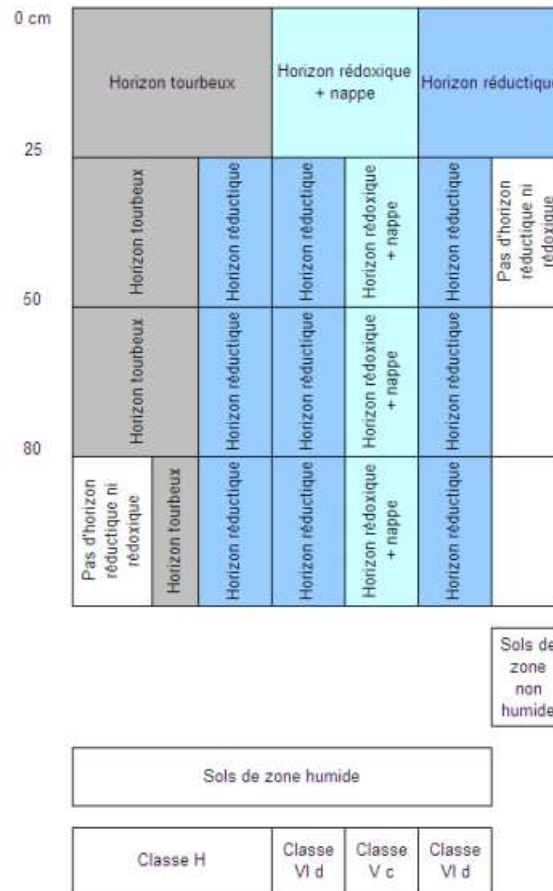 0 cm
Horizon tourbeux
Horizon rédoxique
+ nappe
Horizon réductique
25
Horizon tourbeux
Horizon réductique
Horizon réductique
Horizon rédoxique
+ nappe
Horizon réductique
Pas d'horizon
réductique ni
rédoxique
50
Horizon tourbeux
Horizon réductique
Horizon réductique
Horizon rédoxique
+ nappe
Horizon réductique
80
Pas d'horizon
réductique ni
rédoxique
Horizon tourbeux
Horizon réductique
Horizon réductique
Horizon rédoxique
+ nappe
Horizon réductique
Sols de
zone
non
humide
Sols de zone humide
Classe H
Classe
VI d
Classe
V c
Classe
VI d